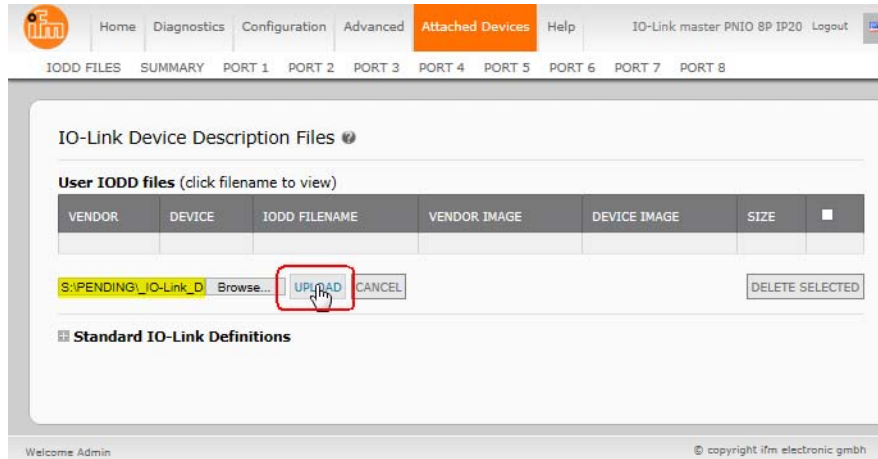 ifm Home Diagnostics Configuration Advanced Attached Devices Help IO-Link master PNIO 8P IP20 Logout
IODD FILES SUMMARY PORT 1 PORT 2 PORT 3 PORT 4 PORT 5 PORT 6 PORT 7 PORT 8
IO-Link Device Description Files ?
User IODD files (click filename to view)
VENDOR DEVICE IODD FILENAME VENDOR IMAGE DEVICE IMAGE SIZE
S:\PENDING\_IO-Link_D Browse... UPLOAD CANCEL DELETE SELECTED
Standard IO-Link Definitions
Welcome Admin © copyright ifm electronic gmbh